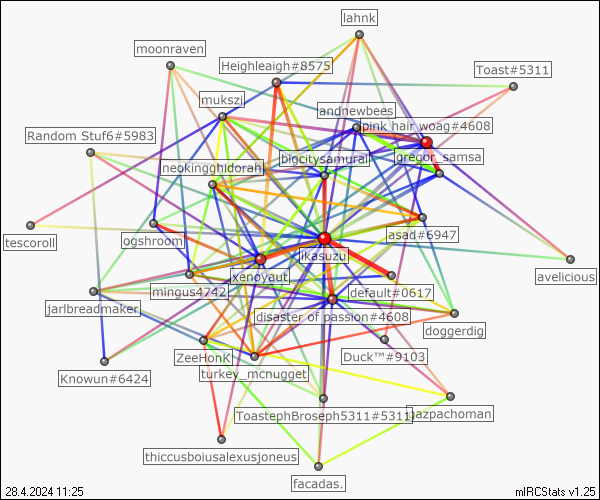 lahnk
moonraven
Heighleaigh#8575
Toast#5311
mukszi
andnewbees
pink hair woag#4608
Random Stuf6#5983
bigcitysamurai
gregor_samsa
neokingghidorah
tescoroll
ogshroom
asad#6947
ikasuzu
xenoyaut
avelicious
mingus4742
default#0617
jarlbreadmaker
disaster of passion#4608
doggerdig
ZeeHonk
Duck™#9103
turkey_mcnugget
Knowun#6424
ToastephBroseph5311#5311
jazpachoman
thiccusboiusalexusjoneus
facadas.
28.4.2024 11:25
mIRCStats v1.25